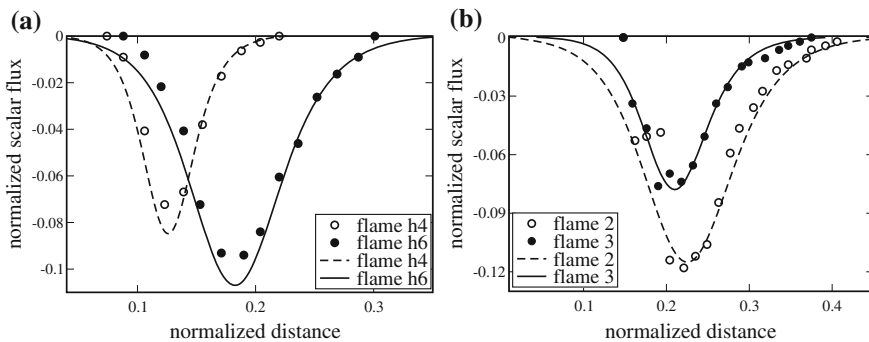 (a)
0
-0.02
-0.04
-0.06
-0.08
-0.1
normalized scalar flux
0.1
0.2
0.3
normalized distance
flame h4
flame h6
flame h4
flame h6
(b)
0
-0.03
-0.06
-0.09
-0.12
normalized scalar flux
0.1
0.2
0.3
0.4
normalized distance
flame 2
flame 3
flame 2
flame 3